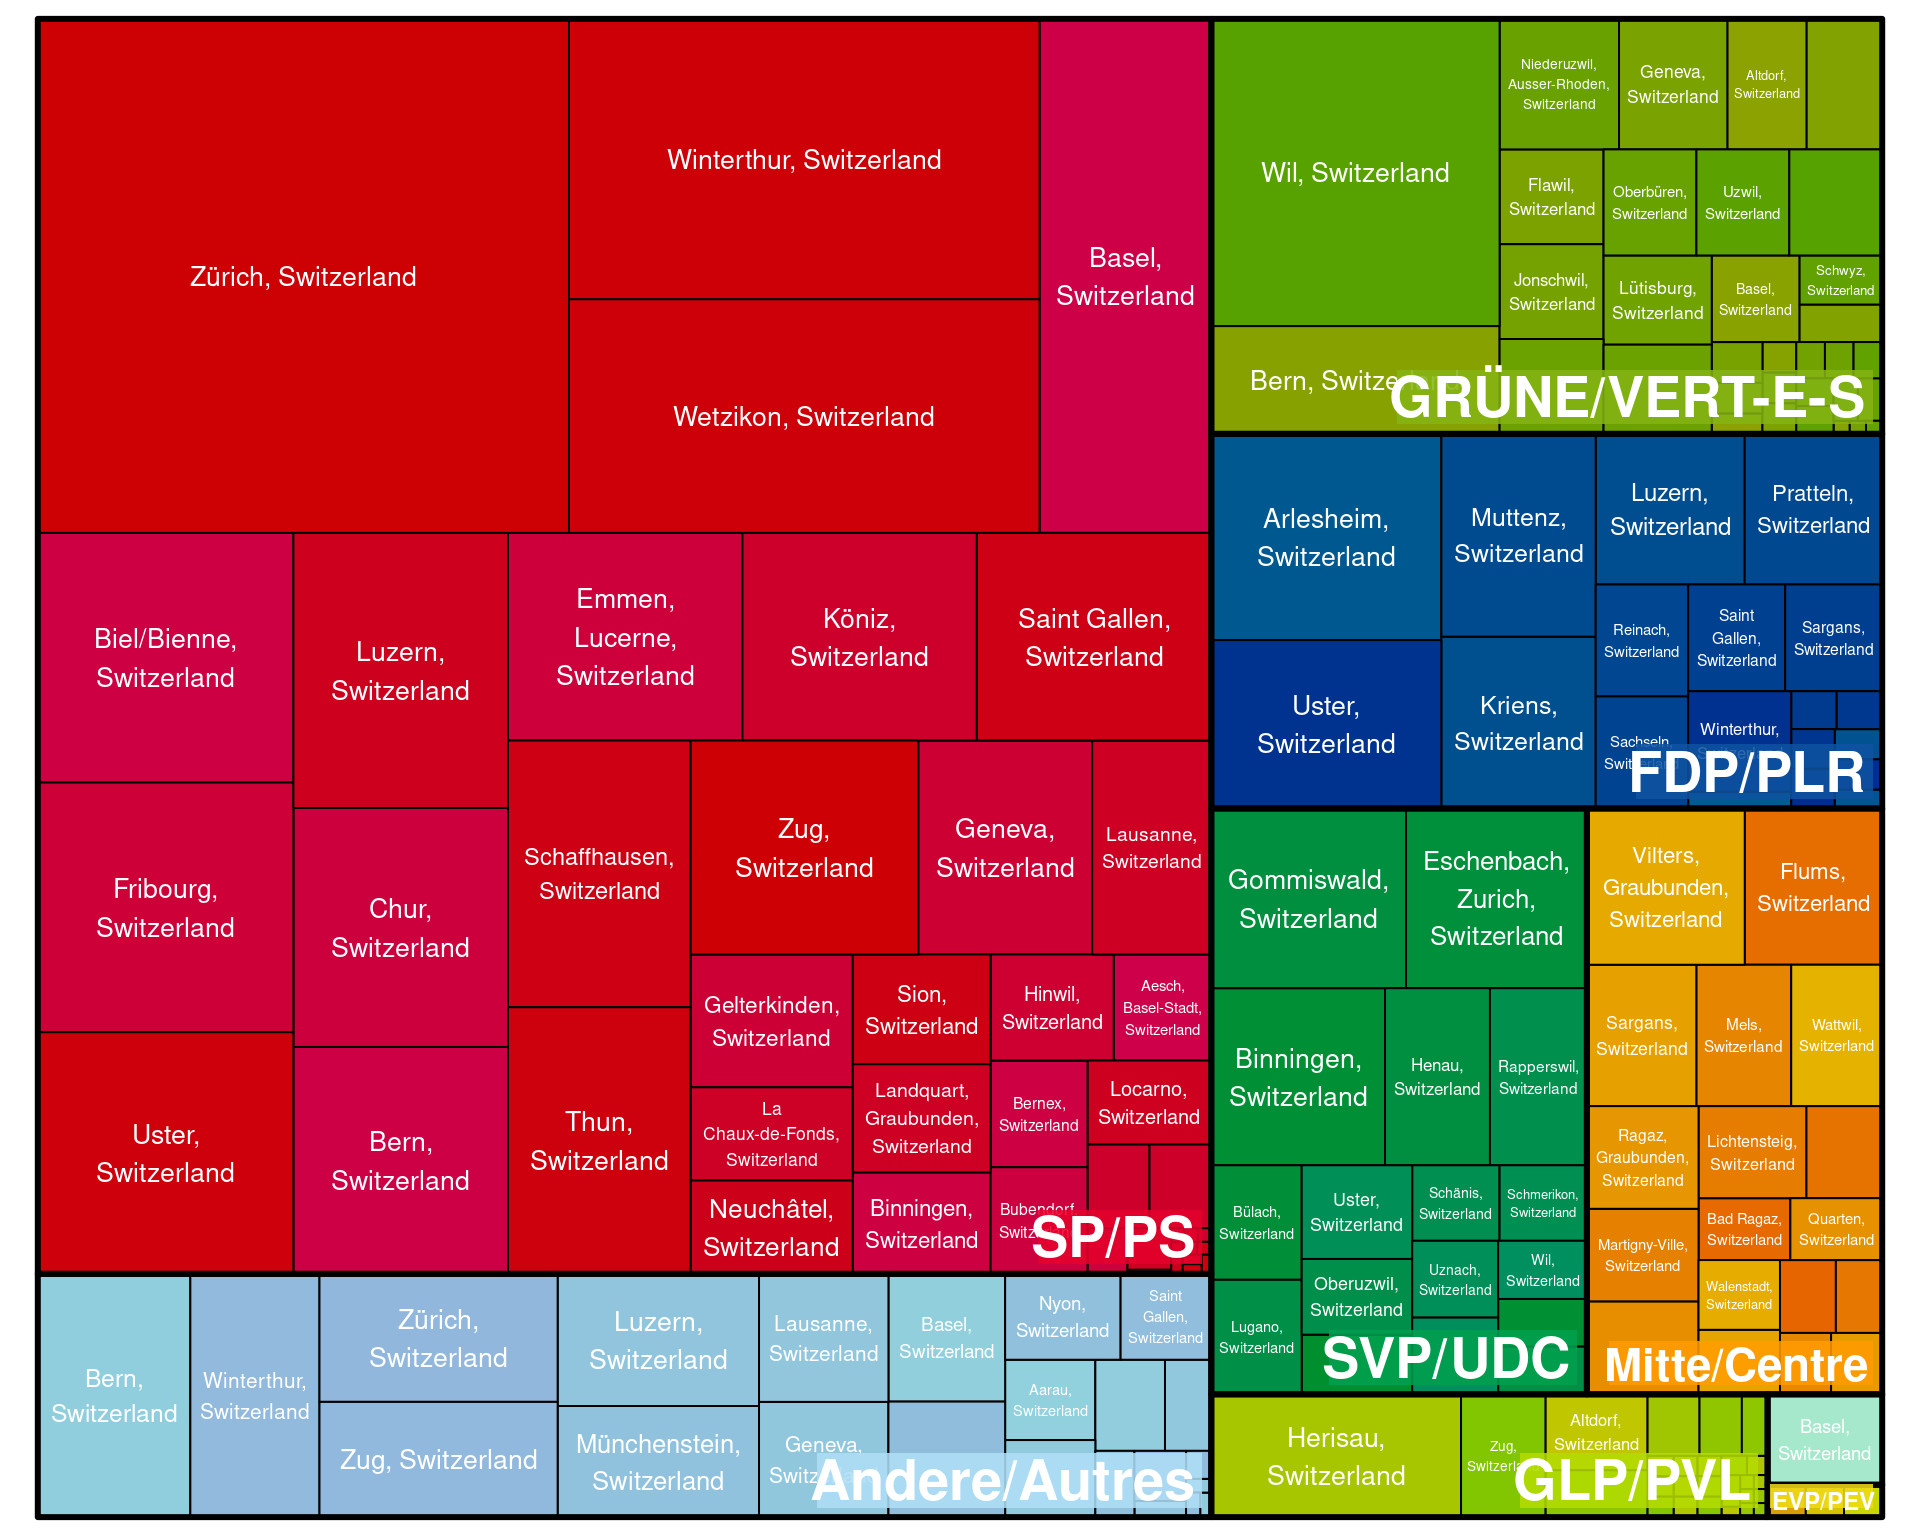 Zürich, Switzerland
Winterthur, Switzerland
Wetzikon, Switzerland
Basel,
Switzerland
Biel/Bienne,
Switzerland
Fribourg,
Switzerland
Uster,
Switzerland
Luzern,
Switzerland
Chur,
Switzerland
Bern,
Switzerland
Emmen,
Lucerne,
Switzerland
Köniz,
Switzerland
Saint Gallen,
Switzerland
Schaffhausen,
Switzerland
Thun,
Switzerland
Zug,
Switzerland
Geneva,
Switzerland
Lausanne,
Switzerland
Gelterkinden,
Switzerland
La
Chaux-de-Fonds,
Switzerland
Neuchâtel,
Switzerland
Sion,
Switzerland
Landquart,
Graubunden,
Switzerland
Binningen,
Switzerland
Hinwil,
Switzerland
Aesch,
Basel-Stadt,
Switzerland
Bernex,
Switzerland
Locarno,
Switzerland
Bubendorf,
Switzerland
SP/PS
Bern,
Switzerland
Winterthur,
Switzerland
Zürich,
Switzerland
Zug, Switzerland
Luzern,
Switzerland
Münchenstein,
Switzerland
Lausanne,
Switzerland
Geneva,
Switzerland
Basel,
Switzerland
Nyon,
Switzerland
Saint
Gallen,
Switzerland
Aarau,
Switzerland
Andere/Autres
Wil, Switzerland
Bern, Switzerland
Niederuzwil,
Ausser-Rhoden,
Switzerland
Geneva,
Switzerland
Altdorf,
Switzerland
Flawil,
Switzerland
Oberbüren,
Switzerland
Uzwil,
Switzerland
Jonschwil,
Switzerland
Lütisburg,
Switzerland
Basel,
Switzerland
Schwyz,
Switzerland
GRÜNE/VERT-E-S
Arlesheim,
Switzerland
Uster,
Switzerland
Muttenz,
Switzerland
Kriens,
Switzerland
Luzern,
Switzerland
Pratteln,
Switzerland
Reinach,
Switzerland
Saint
Gallen,
Switzerland
Sargans,
Switzerland
Sachseln,
Switzerland
Winterthur,
Switzerland
FDP/PLR
Gommiswald,
Switzerland
Eschenbach,
Zurich,
Switzerland
Binningen,
Switzerland
Henau,
Switzerland
Rapperswil,
Switzerland
Bülach,
Switzerland
Lugano,
Switzerland
Uster,
Switzerland
Oberuzwil,
Switzerland
Schänis,
Switzerland
Schmerikon,
Switzerland
Uznach,
Switzerland
Wil,
Switzerland
SVP/UDC
Vilters,
Graubunden,
Switzerland
Flums,
Switzerland
Sargans,
Switzerland
Mels,
Switzerland
Wattwil,
Switzerland
Ragaz,
Graubunden,
Switzerland
Lichtensteig,
Switzerland
Martigny-Ville,
Switzerland
Bad Ragaz,
Switzerland
Quarten,
Switzerland
Walenstadt,
Switzerland
Mitte/Centre
Herisau,
Switzerland
Zug,
Switzerland
Altdorf,
Switzerland
GLP/PVL
Basel,
Switzerland
EVP/PEV